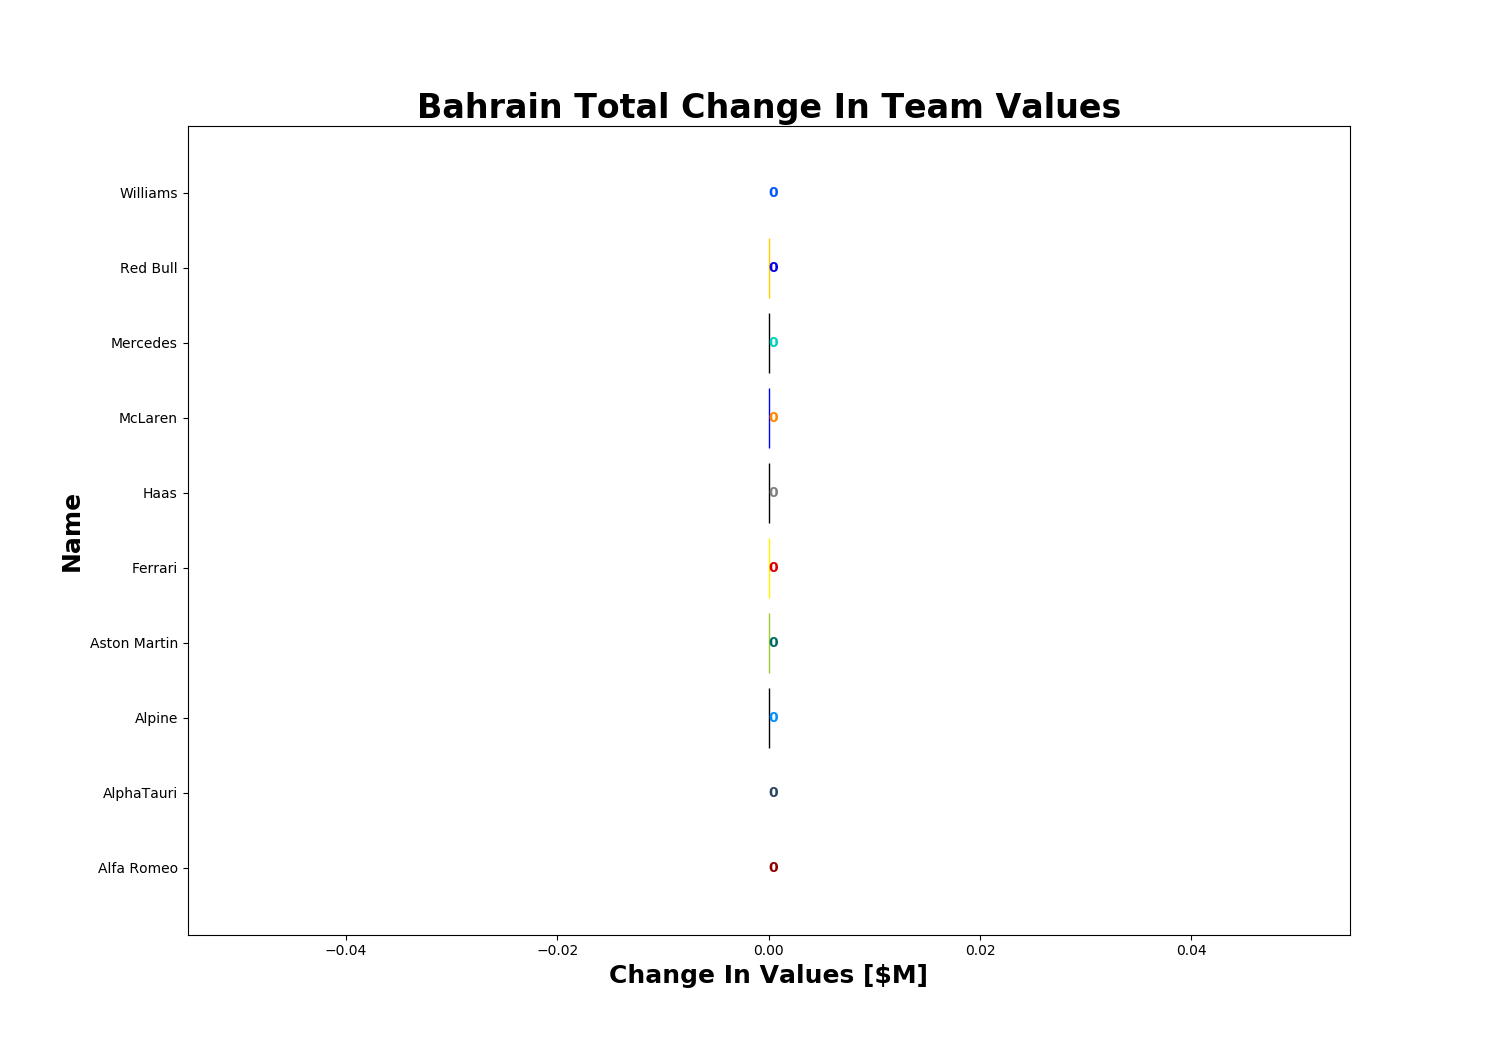 Bahrain Total Change In Team Values
Williams 0
Red Bull 0
Mercedes 0
McLaren 0
Haas 0
Ferrari 0
Aston Martin 0
Alpine 0
AlphaTauri 0
Alfa Romeo 0
Name
−0.04 −0.02 0.00 0.02 0.04
Change In Values [$M]